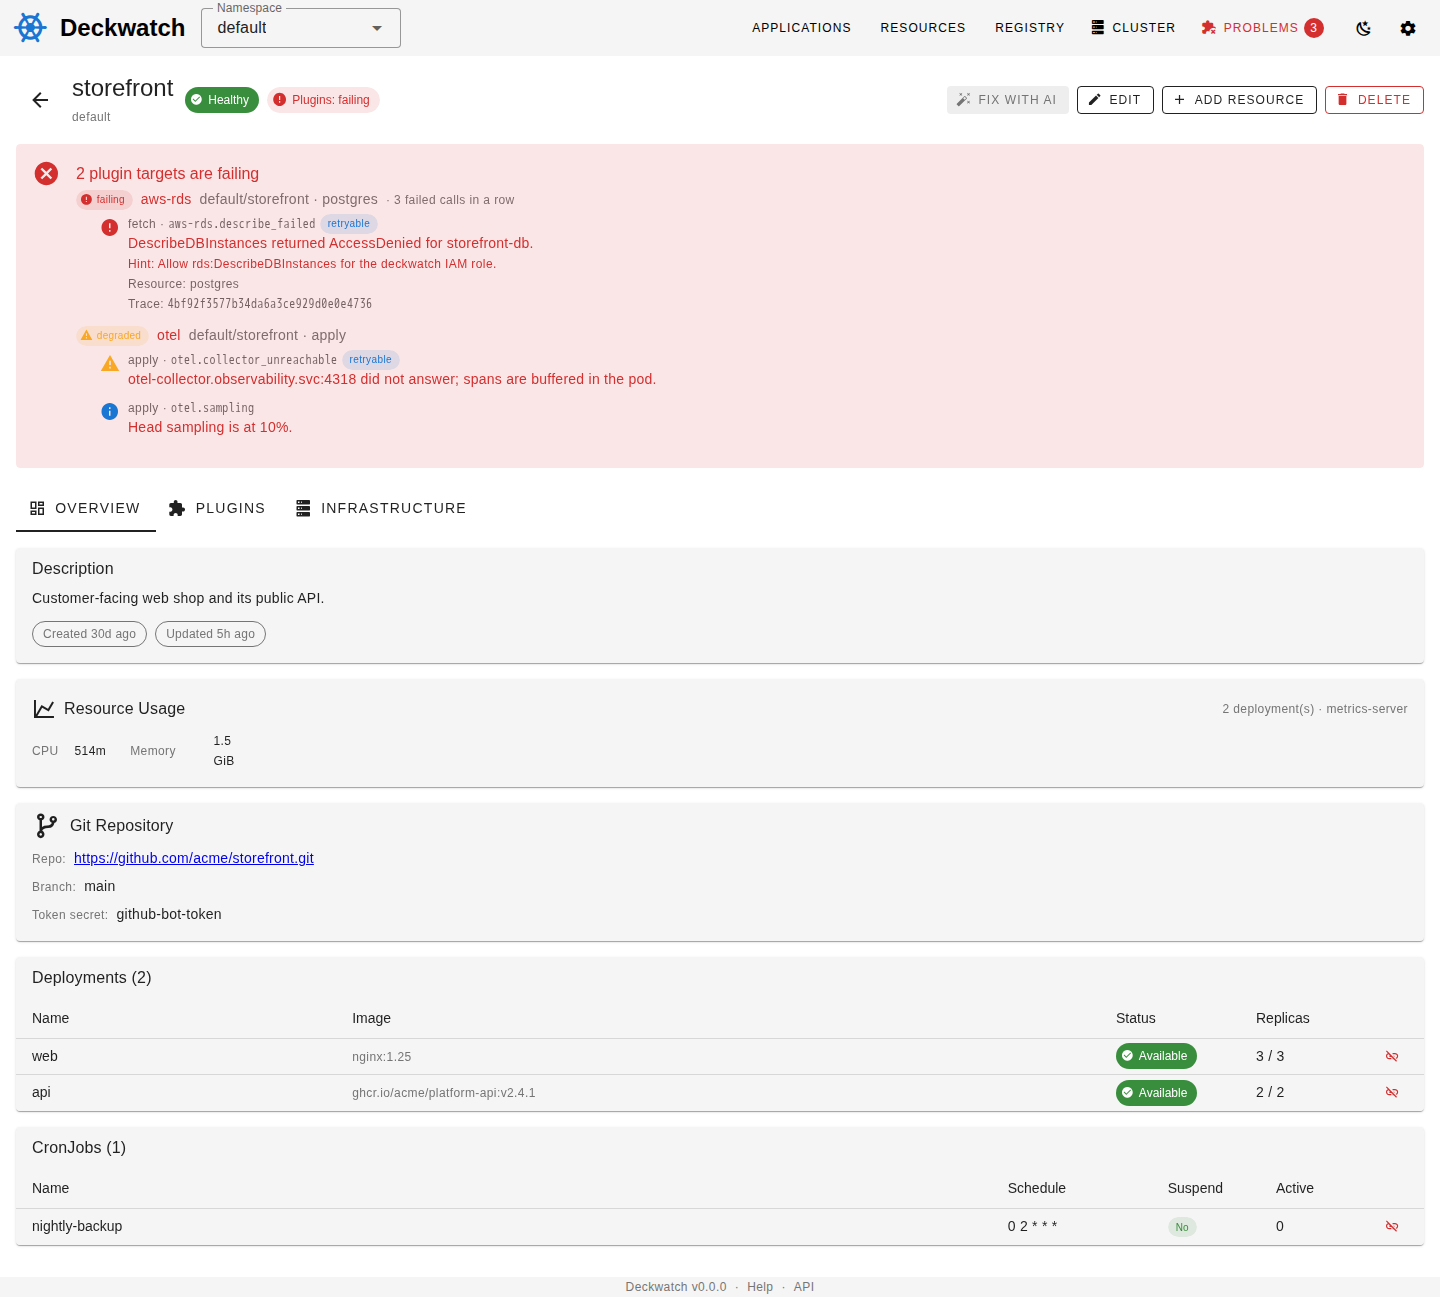 Deckwatch
Namespace
default
APPLICATIONS
RESOURCES
REGISTRY
CLUSTER
PROBLEMS 3
storefront
default
Healthy
Plugins: failing
FIX WITH AI
EDIT
ADD RESOURCE
DELETE
2 plugin targets are failing
failing aws-rds default/storefront · postgres · 3 failed calls in a row
fetch · aws-rds.describe_failed retryable
DescribeDBInstances returned AccessDenied for storefront-db.
Hint: Allow rds:DescribeDBInstances for the deckwatch IAM role.
Resource: postgres
Trace: 4bf92f3577b34da6a3ce929d0e0e4736
degraded otel default/storefront · apply
apply · otel.collector_unreachable retryable
otel-collector.observability.svc:4318 did not answer; spans are buffered in the pod.
apply · otel.sampling
Head sampling is at 10%.
OVERVIEW
PLUGINS
INFRASTRUCTURE
Description
Customer-facing web shop and its public API.
Created 30d ago
Updated 5h ago
Resource Usage
2 deployment(s) · metrics-server
CPU 514m Memory 1.5
GiB
Git Repository
Repo: https://github.com/acme/storefront.git
Branch: main
Token secret: github-bot-token
Deployments (2)
Name Image Status Replicas
web nginx:1.25 Available 3 / 3
api ghcr.io/acme/platform-api:v2.4.1 Available 2 / 2
CronJobs (1)
Name Schedule Suspend Active
nightly-backup 0 2 * * * No 0
Deckwatch v0.0.0 · Help · API